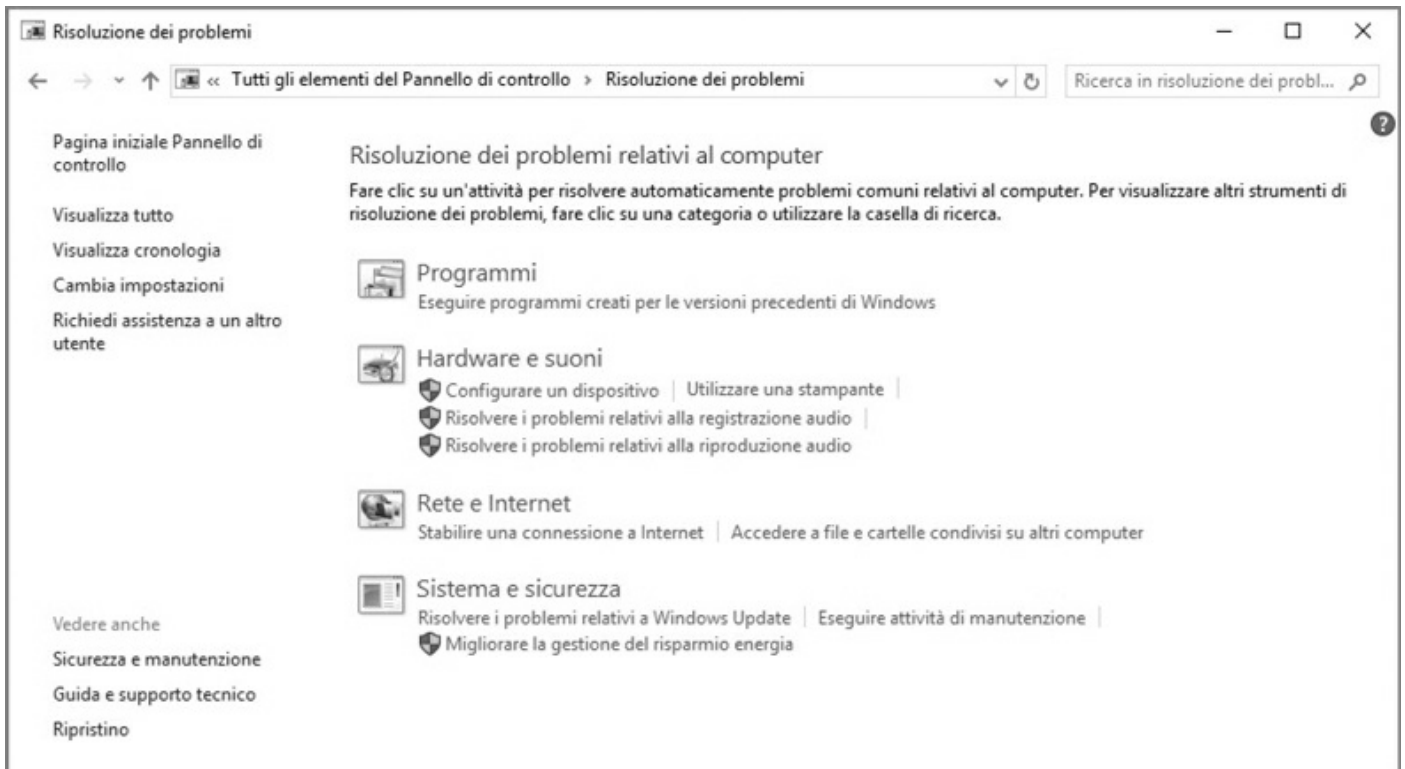 Risoluzione dei problemi
« Tutti gli elementi del Pannello di controllo › Risoluzione dei problemi
Ricerca in risoluzione dei probl...
Pagina iniziale Pannello di
controllo
Visualizza tutto
Visualizza cronologia
Cambia impostazioni
Richiedi assistenza a un altro
utente
Risoluzione dei problemi relativi al computer
Fare clic su un'attività per risolvere automaticamente problemi comuni relativi al computer. Per visualizzare altri strumenti di
risoluzione dei problemi, fare clic su una categoria o utilizzare la casella di ricerca.
Programmi
Eseguire programmi creati per le versioni precedenti di Windows
Hardware e suoni
Configurare un dispositivo | Utilizzare una stampante |
Risolvere i problemi relativi alla registrazione audio |
Risolvere i problemi relativi alla riproduzione audio
Rete e Internet
Stabilire una connessione a Internet | Accedere a file e cartelle condivisi su altri computer
Sistema e sicurezza
Risolvere i problemi relativi a Windows Update | Eseguire attività di manutenzione |
Migliorare la gestione del risparmio energia
Vedere anche
Sicurezza e manutenzione
Guida e supporto tecnico
Ripristino